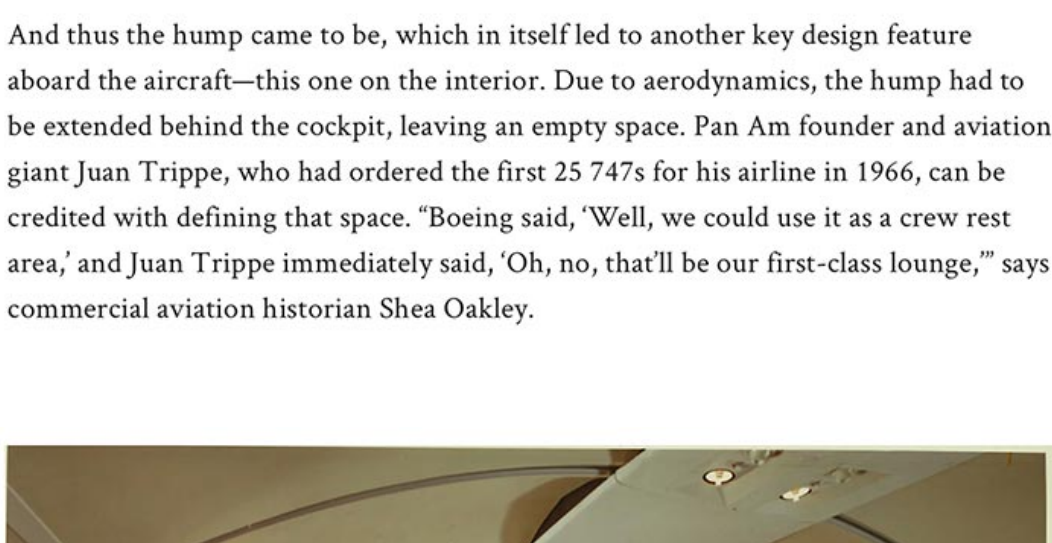 And thus the hump came to be, which in itself led to another key design feature
aboard the aircraft—this one on the interior. Due to aerodynamics, the hump had to
be extended behind the cockpit, leaving an empty space. Pan Am founder and aviation
giant Juan Trippe, who had ordered the first 25 747s for his airline in 1966, can be
credited with defining that space. “Boeing said, ‘Well, we could use it as a crew rest
area,’ and Juan Trippe immediately said, ‘Oh, no, that’ll be our first-class lounge,’” says
commercial aviation historian Shea Oakley.